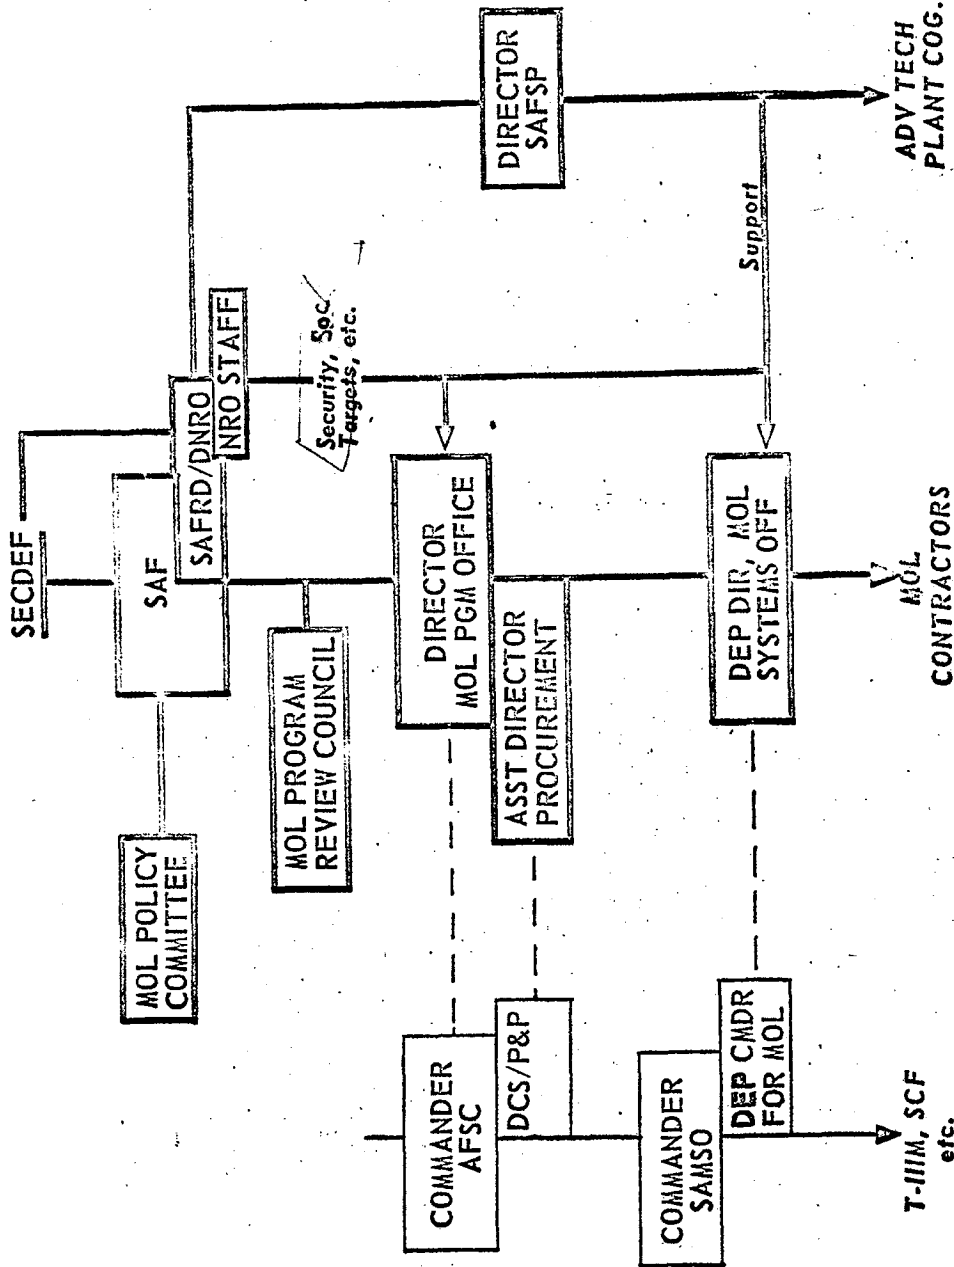 SECDEF
SAF
SAFRD/DNRO
NRO STAFF
MOL POLICY
COMMITTEE
MOL PROGRAM
REVIEW COUNCIL
Security, Spc
Targets, etc.
DIRECTOR
SAFSP
COMMANDER
AFSC
DCS/P&P
DIRECTOR
MOL PGM OFFICE
ASST DIRECTOR
PROCUREMENT
COMMANDER
SAMSO
DEP CMDR
FOR MOL
DEP DIR, MOL
SYSTEMS OFF
Support
T-IIIM, SCF
etc.
MOL
CONTRACTORS
ADV TECH
PLANT COG.